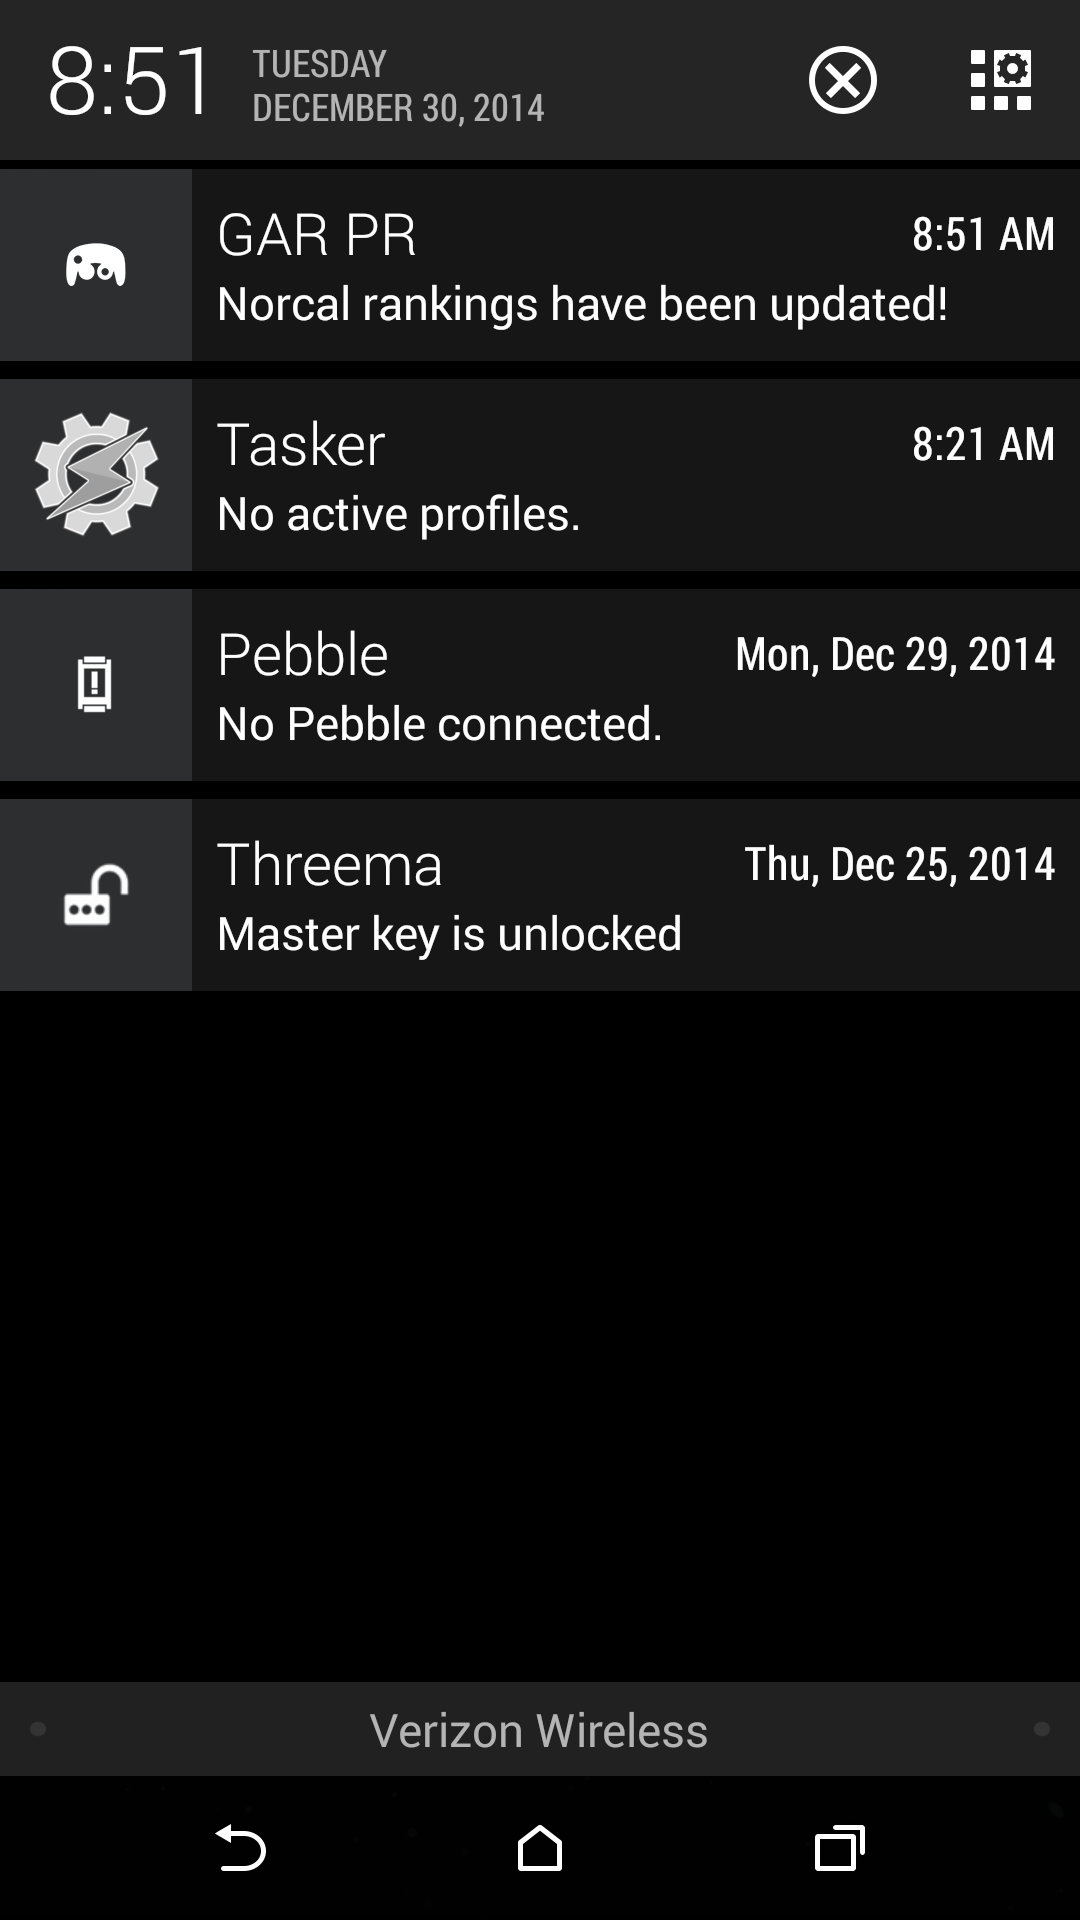 8:51
TUESDAY
DECEMBER 30, 2014
GAR PR
8:51 AM
Norcal rankings have been updated!
Tasker
8:21 AM
No active profiles.
Pebble
Mon, Dec 29, 2014
No Pebble connected.
Threema
Thu, Dec 25, 2014
Master key is unlocked
Verizon Wireless